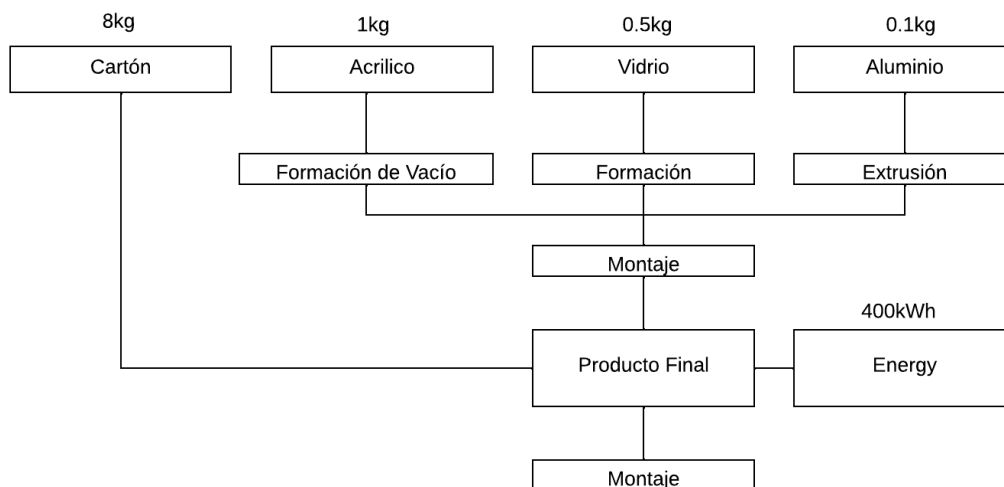 8kg
1kg
0.5kg
0.1kg
Cartón
Acrilico
Vidrio
Aluminio
Formación de Vacío
Formación
Extrusión
Montaje
400kWh
Producto Final
Energy
Montaje